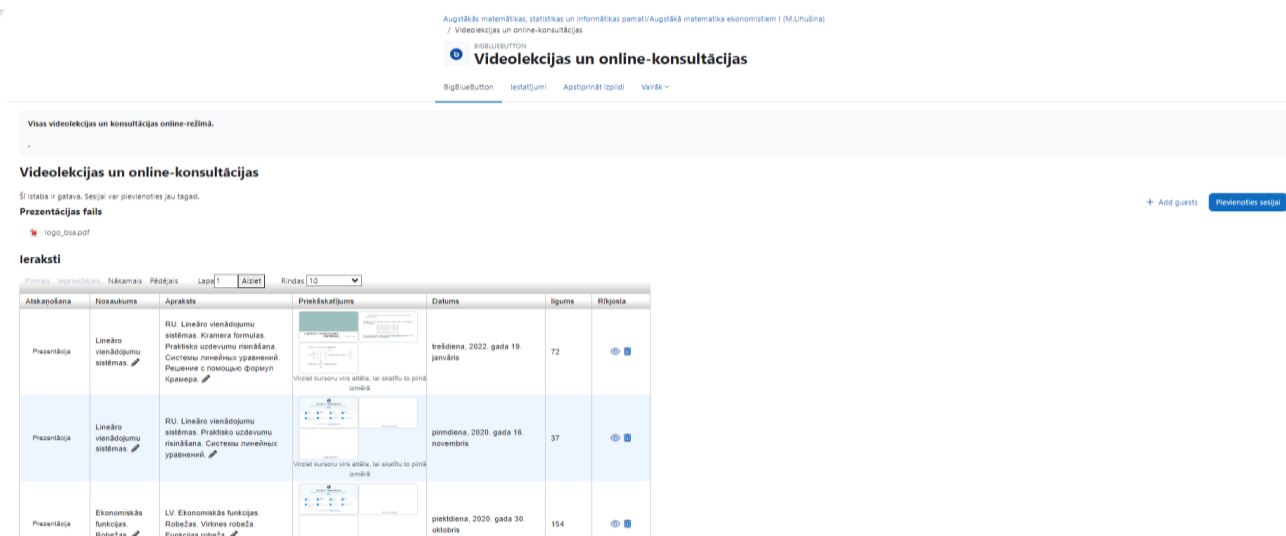 Augstākās matemātikas, statistikas un informātikas pamati/Augstākā matemātika ekonomistiem I (M.Lihušina)
/ Videolekcijas un online-konsultācijas
BIGBLUEBUTTON
Videolekcijas un online-konsultācijas
BigBlueButton Iestatījumi Apstiprināt izpildi Vairāk
Visas videolekcijas un konsultācijas online-režīmā.
.
Videolekcijas un online-konsultācijas
Šī istaba ir gatava. Sesijai var pievienoties jau tagad.
+ Add guests Pievienoties sesijai
Prezentācijas fails
logo_bsa.pdf
Ieraksti
Pirmais Iepriekšējais Nākamais Pēdējais Lapa 1 Aiziet Rindas 10
Atskaņošana Nosaukums Apraksts Priekšskatījums Datums Ilgums Rīkjosla
Prezentācija
Lineāro
vienādojumu
sistēmas.
RU. Lineāro vienādojumu
sistēmas. Kramera formulas.
Praktisko uzdevumu risināšana.
Системы линейных уравнений.
Решение с помощью формул
Крамера.
Virziet kursoru virs attēla, lai skatītu to pilnā
izmērā
trešdiena, 2022. gada 19.
janvāris
72
Prezentācija
Lineāro
vienādojumu
sistēmas.
RU. Lineāro vienādojumu
sistēmas. Praktisko uzdevumu
risināšana. Системы линейных
уравнений.
Virziet kursoru virs attēla, lai skatītu to pilnā
izmērā
pirmdiena, 2020. gada 16.
novembris
37
Prezentācija
Ekonomiskās
funkcijas.
Robežas.
LV. Ekonomiskās funkcijas.
Robežas. Virknes robeža.
Funkcijas robeža.
piektdiena, 2020. gada 30.
oktobris
154